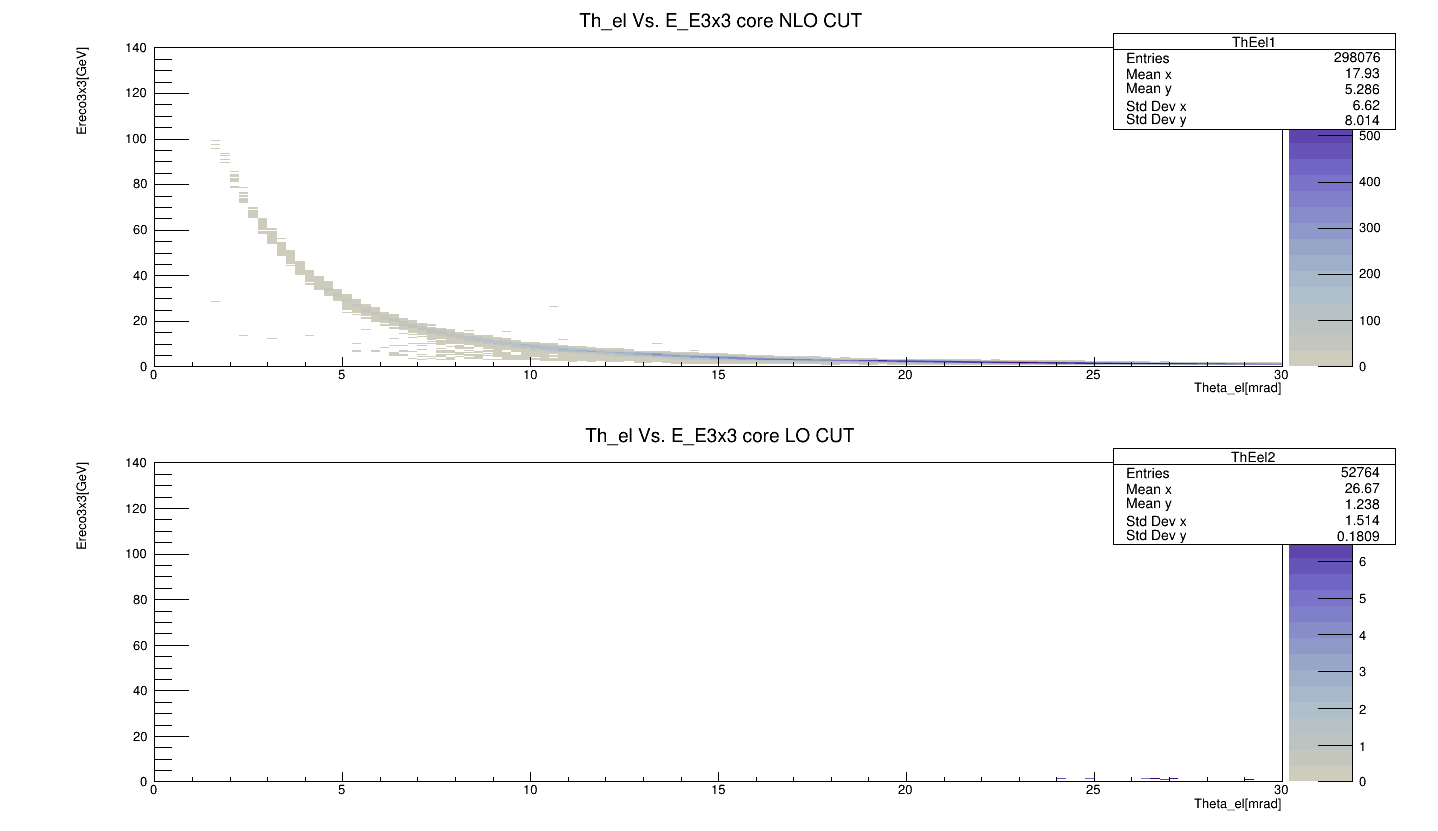 Th_el Vs. E_E3x3 core NLO CUT
Ereco3x3[GeV]
140
120
100
80
60
40
20
0
0 5 10 15 20 25 30
Theta_el[mrad]
ThEel1
Entries 298076
Mean x 17.93
Mean y 5.286
Std Dev x 6.62
Std Dev y 8.014
500
400
300
200
100
0
Th_el Vs. E_E3x3 core LO CUT
Ereco3x3[GeV]
140
120
100
80
60
40
20
0
0 5 10 15 20 25 30
Theta_el[mrad]
ThEel2
Entries 52764
Mean x 26.67
Mean y 1.238
Std Dev x 1.514
Std Dev y 0.1809
6
5
4
3
2
1
0